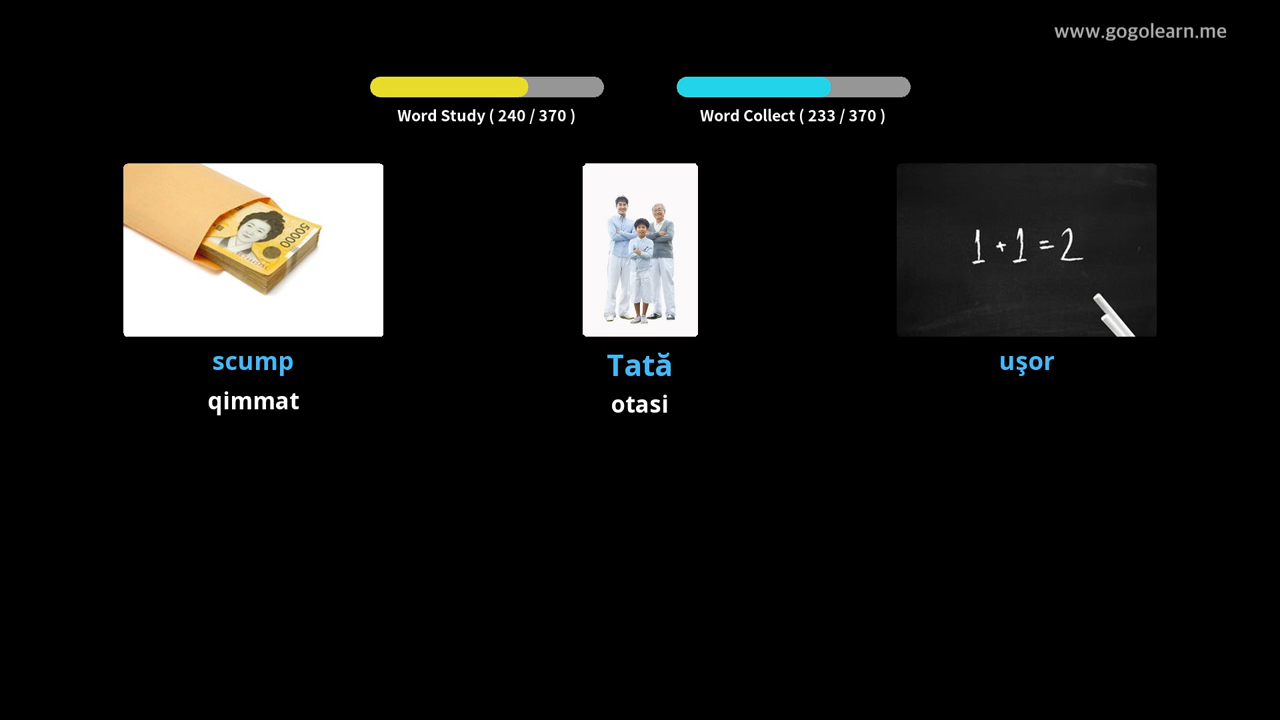 www.gogolearn.me
Word Study ( 240 / 370 )
Word Collect ( 233 / 370 )
50000
1 + 1 = 2
scump
Tată
uşor
qimmat
otasi